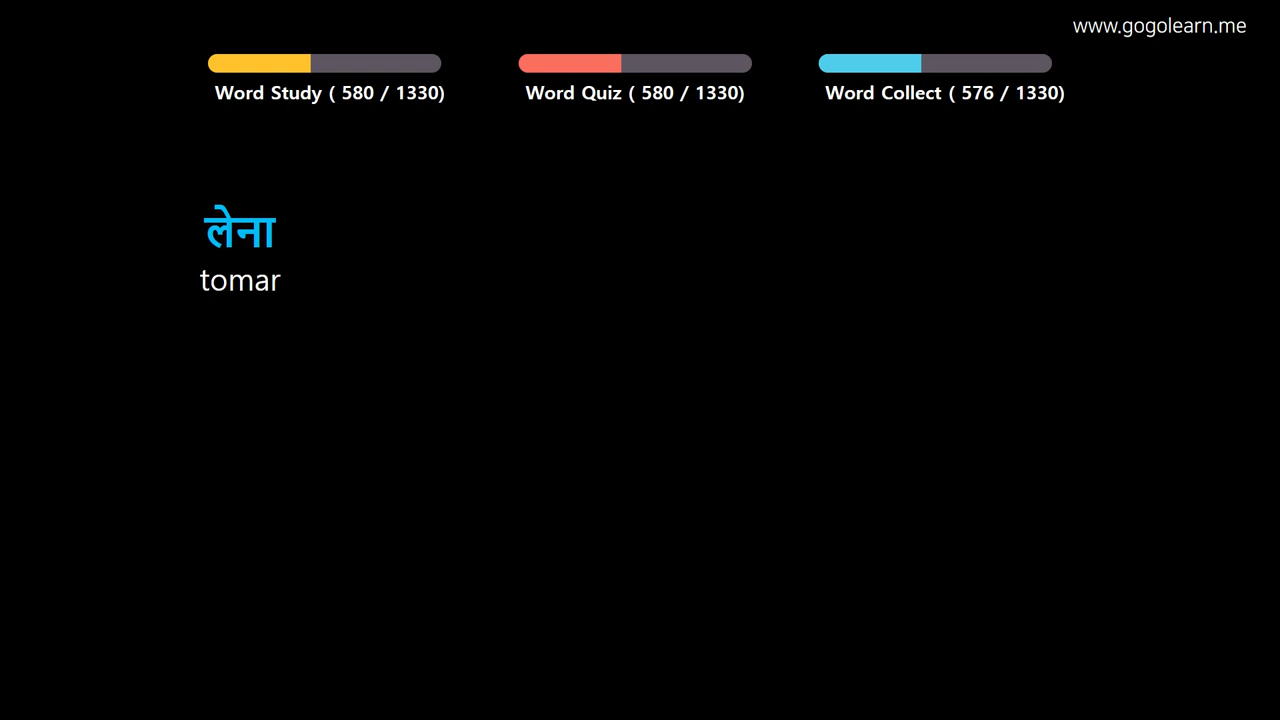 www.gogolearn.me
Word Study ( 580 / 1330)
Word Quiz ( 580 / 1330)
Word Collect ( 576 / 1330)
लेना
tomar